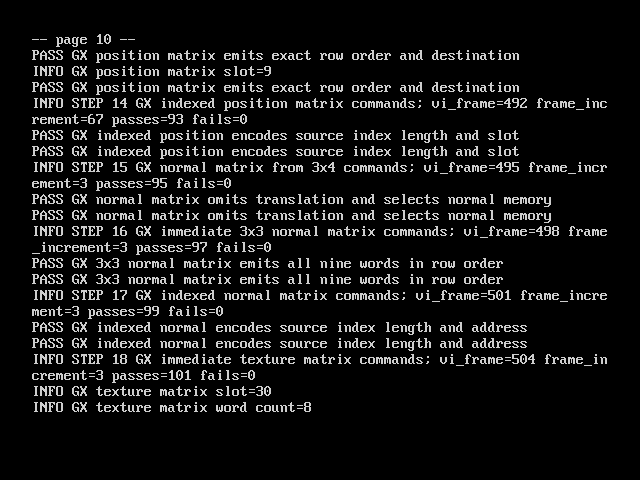 -- page 10 --
PASS GX position matrix emits exact row order and destination
INFO GX position matrix slot=9
PASS GX position matrix emits exact row order and destination
INFO STEP 14 GX indexed position matrix commands; vi_frame=492 frame_inc
rement=67 passes=93 fails=0
PASS GX indexed position encodes source index length and slot
PASS GX indexed position encodes source index length and slot
INFO STEP 15 GX normal matrix from 3x4 commands; vi_frame=495 frame_incr
ement=3 passes=95 fails=0
PASS GX normal matrix omits translation and selects normal memory
PASS GX normal matrix omits translation and selects normal memory
INFO STEP 16 GX immediate 3x3 normal matrix commands; vi_frame=498 frame
_increment=3 passes=97 fails=0
PASS GX 3x3 normal matrix emits all nine words in row order
PASS GX 3x3 normal matrix emits all nine words in row order
INFO STEP 17 GX indexed normal matrix commands; vi_frame=501 frame_incre
ment=3 passes=99 fails=0
PASS GX indexed normal encodes source index length and address
PASS GX indexed normal encodes source index length and address
INFO STEP 18 GX immediate texture matrix commands; vi_frame=504 frame_in
crement=3 passes=101 fails=0
INFO GX texture matrix slot=30
INFO GX texture matrix word count=8